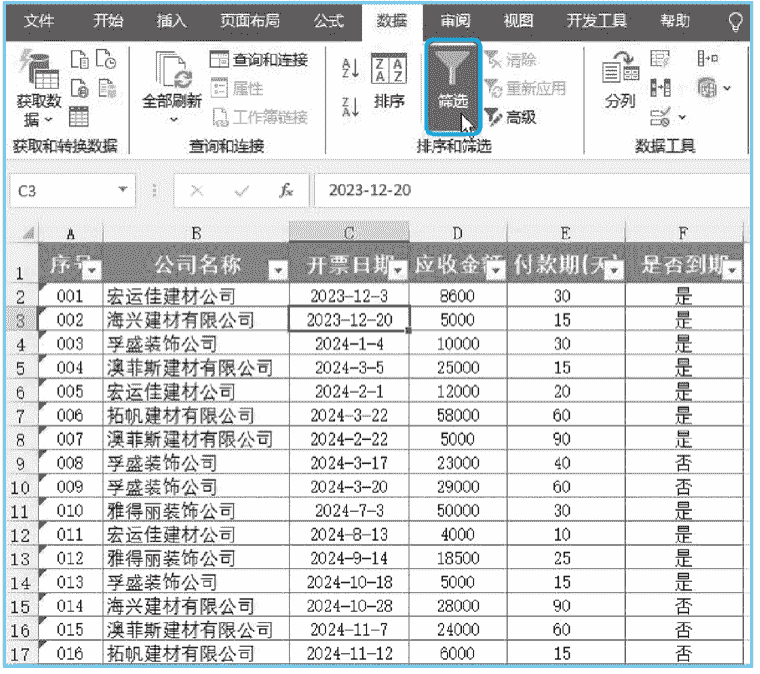 文件 开始 插入 页面布局 公式 数据 审阅 视图 开发工具 帮助
获取数据 全部刷新 查询和连接 属性 工作簿链接 排序 筛选 清除 重新应用 高级 分列
获取和转换数据 查询和连接 排序和筛选 数据工具
C3 fx 2023-12-20
A B C D E F
1 序号 公司名称 开票日期 应收金额 付款期(天) 是否到期
2 001 宏运佳建材公司 2023-12-3 8600 30 是
3 002 海兴建材有限公司 2023-12-20 5000 15 是
4 003 孚盛装饰公司 2024-1-4 10000 30 是
5 004 澳菲斯建材有限公司 2024-3-5 25000 15 是
6 005 宏运佳建材公司 2024-2-1 12000 20 是
7 006 拓帆建材有限公司 2024-3-22 58000 60 是
8 007 澳菲斯建材有限公司 2024-2-22 5000 90 是
9 008 孚盛装饰公司 2024-3-17 23000 40 否
10 009 孚盛装饰公司 2024-3-20 29000 60 否
11 010 雅得丽装饰公司 2024-7-3 50000 30 是
12 011 宏运佳建材公司 2024-8-13 4000 10 是
13 012 雅得丽装饰公司 2024-9-14 18500 25 是
14 013 孚盛装饰公司 2024-10-18 5000 15 是
15 014 海兴建材有限公司 2024-10-28 28000 90 否
16 015 澳菲斯建材有限公司 2024-11-7 24000 60 否
17 016 拓帆建材有限公司 2024-11-12 6000 15 否